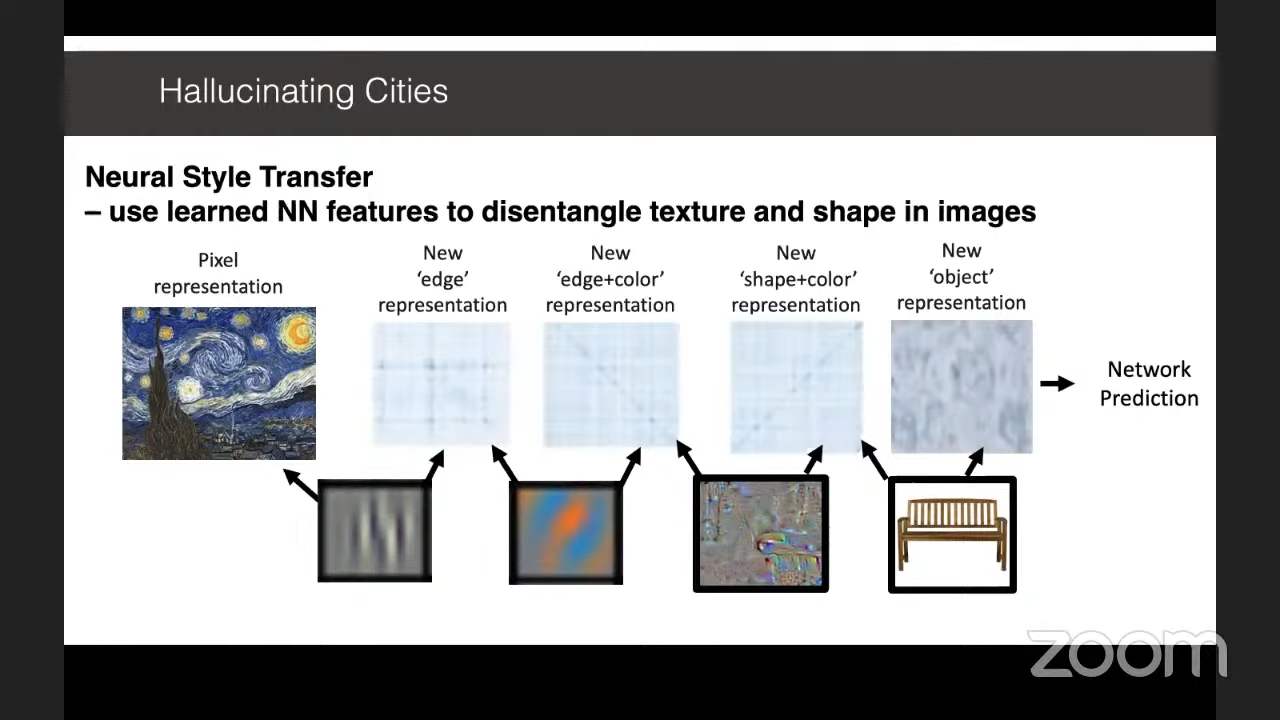 Hallucinating Cities
Neural Style Transfer
– use learned NN features to disentangle texture and shape in images
Pixel
representation
New
‘edge’
representation
New
‘edge+color’
representation
New
‘shape+color’
representation
New
‘object’
representation
Network
Prediction
zoom